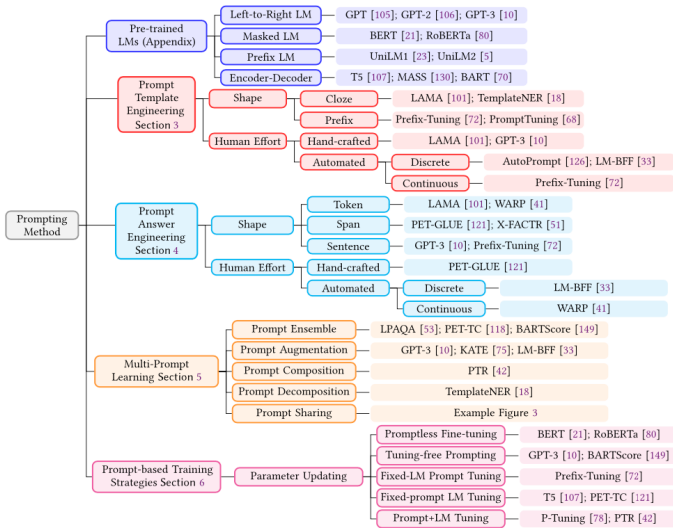 Left-to-Right LM GPT [105]; GPT-2 [106]; GPT-3 [10]
Pre-trained
LMs (Appendix)
Masked LM BERT [21]; RoBERTa [80]
Prefix LM UniLM1 [23]; UniLM2 [5]
Encoder-Decoder T5 [107]; MASS [130]; BART [70]
Prompt
Template
Engineering
Section 3
Shape Cloze LAMA [101]; TemplateNER [18]
Prefix Prefix-Tuning [72]; PromptTuning [68]
Human Effort Hand-crafted LAMA [101]; GPT-3 [10]
Automated Discrete AutoPrompt [126]; LM-BFF [33]
Continuous Prefix-Tuning [72]
Prompting
Method
Prompt
Answer
Engineering
Section 4
Shape Token LAMA [101]; WARP [41]
Span PET-GLUE [121]; X-FACTR [51]
Sentence GPT-3 [10]; Prefix-Tuning [72]
Human Effort Hand-crafted PET-GLUE [121]
Automated Discrete LM-BFF [33]
Continuous WARP [41]
Multi-Prompt
Learning Section 5
Prompt Ensemble LPAQA [53]; PET-TC [118]; BARTScore [149]
Prompt Augmentation GPT-3 [10]; KATE [75]; LM-BFF [33]
Prompt Composition PTR [42]
Prompt Decomposition TemplateNER [18]
Prompt Sharing Example Figure 3
Prompt-based Training
Strategies Section 6
Parameter Updating
Promptless Fine-tuning BERT [21]; RoBERTa [80]
Tuning-free Prompting GPT-3 [10]; BARTScore [149]
Fixed-LM Prompt Tuning Prefix-Tuning [72]
Fixed-prompt LM Tuning T5 [107]; PET-TC [121]
Prompt+LM Tuning P-Tuning [78]; PTR [42]